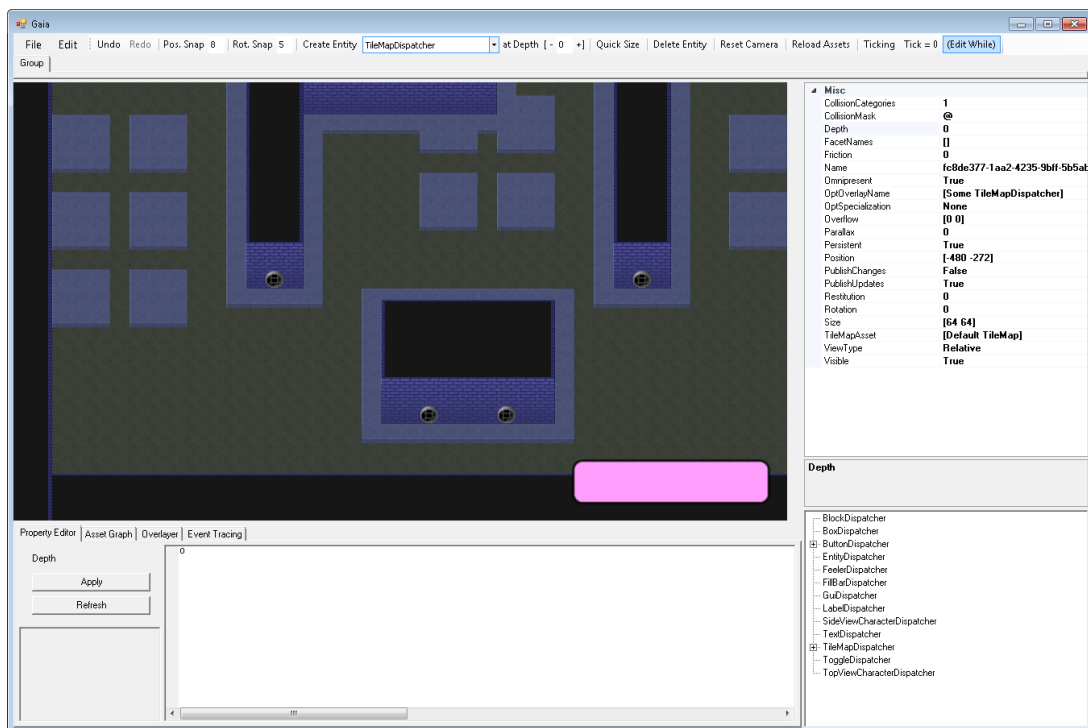 Gaia
File Edit Undo Redo Pos. Snap 8 Rot. Snap 5 Create Entity TileMapDispatcher at Depth [ - 0 +] Quick Size Delete Entity Reset Camera Reload Assets Ticking Tick = 0 (Edit While)
Group
Misc
CollisionCategories 1
CollisionMask @
Depth 0
FacetNames []
Friction 0
Name fc8de377-1aa2-4235-9bff-5b5ab
Omnipresent True
OptOverlayName [Some TileMapDispatcher]
OptSpecialization None
Overflow [0 0]
Parallax 0
Persistent True
Position [-480 -272]
PublishChanges False
PublishUpdates True
Restitution 0
Rotation 0
Size [64 64]
TileMapAsset [Default TileMap]
ViewType Relative
Visible True
Depth
Property Editor Asset Graph Overlayer Event Tracing
Depth
Apply
Refresh
0
BlockDispatcher
BoxDispatcher
ButtonDispatcher
EntityDispatcher
FeelerDispatcher
FillBarDispatcher
GuiDispatcher
LabelDispatcher
SideViewCharacterDispatcher
TextDispatcher
TileMapDispatcher
ToggleDispatcher
TopViewCharacterDispatcher